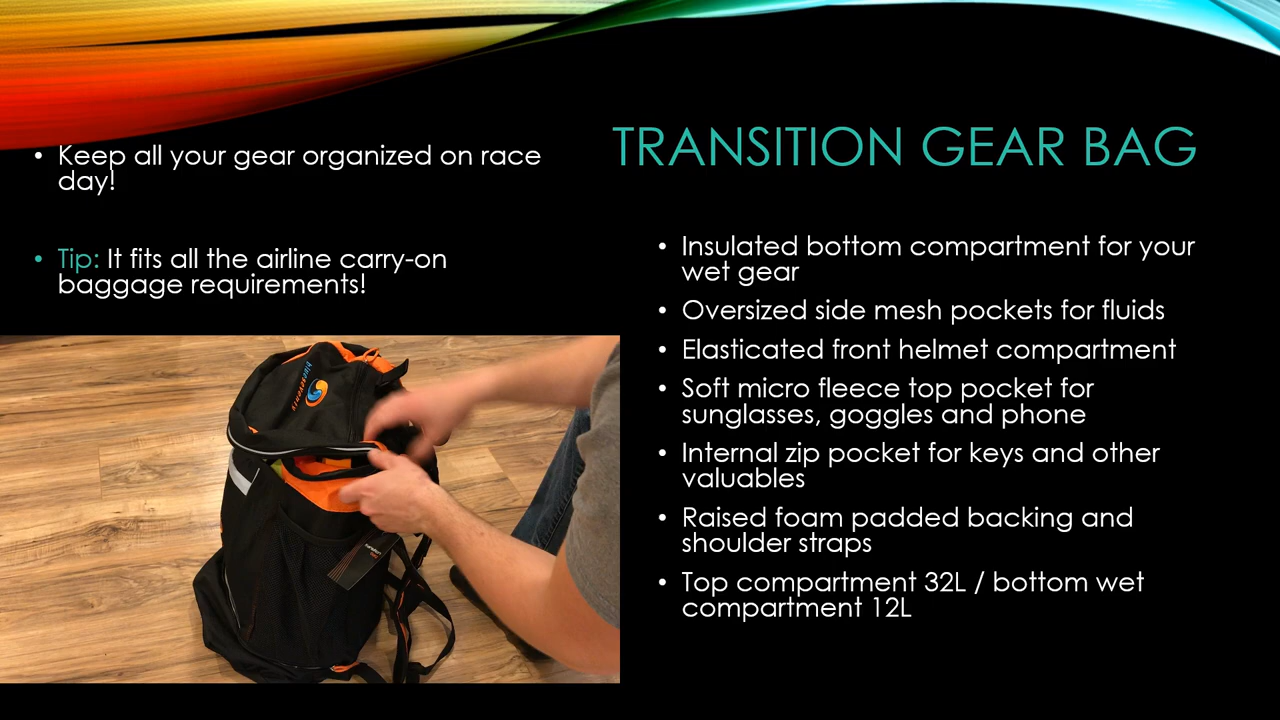 • Keep all your gear organized on race
day!
• Tip: It fits all the airline carry-on
baggage requirements!
TRANSITION GEAR BAG
• Insulated bottom compartment for your
wet gear
• Oversized side mesh pockets for fluids
• Elasticated front helmet compartment
• Soft micro fleece top pocket for
sunglasses, goggles and phone
• Internal zip pocket for keys and other
valuables
• Raised foam padded backing and
shoulder straps
• Top compartment 32L / bottom wet
compartment 12L